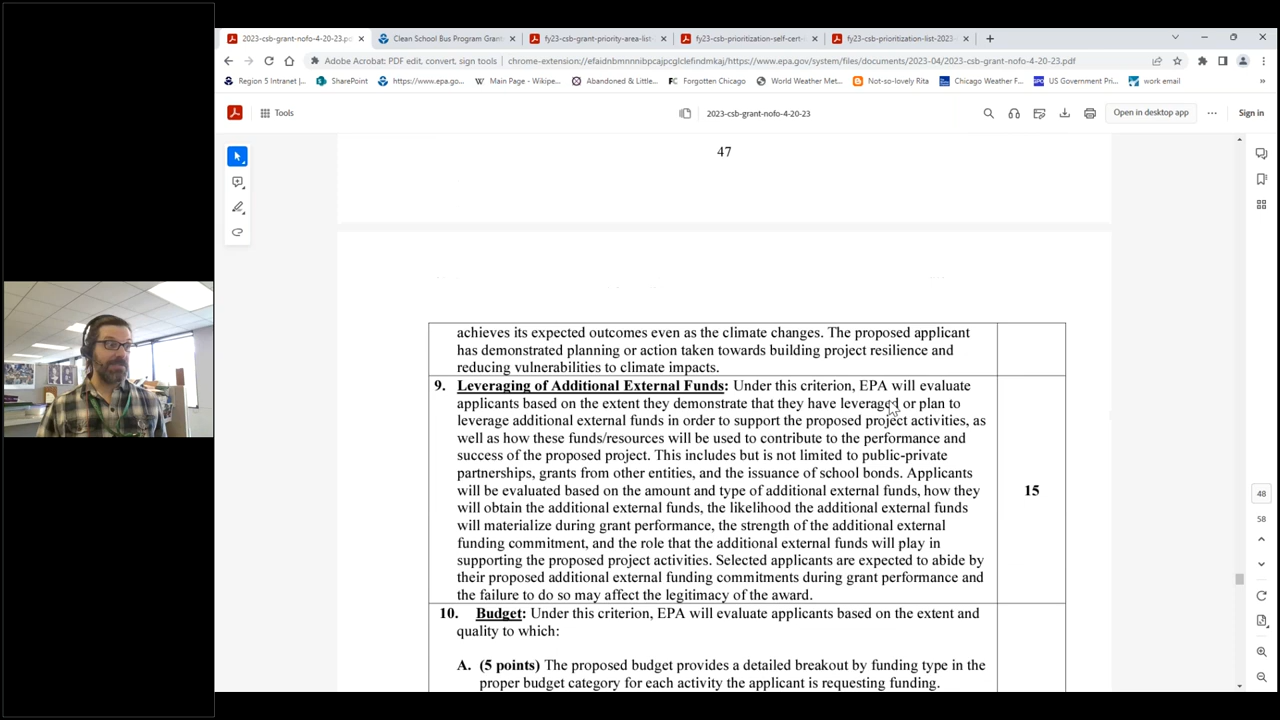 2023-csb-grant-nofo-4-20-23.pd
Clean School Bus Program Grant
fy23-csb-grant-priority-area-list-
fy23-csb-prioritization-self-cert-
fy23-csb-prioritization-list-2023-
Adobe Acrobat: PDF edit, convert, sign tools | chrome-extension://efaidnbmnnnibpcajpcglclefindmkaj/https://www.epa.gov/system/files/documents/2023-04/2023-csb-grant-nofo-4-20-23.pdf
Region 5 Intranet |... SharePoint https://www.epa.go... Main Page - Wikipe... Abandoned & Little... Forgotten Chicago World Weather Met... Not-so-lovely Rita Chicago Weather F... US Government Pri... work email
Tools
2023-csb-grant-nofo-4-20-23
Open in desktop app
Sign in
47
achieves its expected outcomes even as the climate changes. The proposed applicant
has demonstrated planning or action taken towards building project resilience and
reducing vulnerabilities to climate impacts.
9. Leveraging of Additional External Funds: Under this criterion, EPA will evaluate
applicants based on the extent they demonstrate that they have leveraged or plan to
leverage additional external funds in order to support the proposed project activities, as
well as how these funds/resources will be used to contribute to the performance and
success of the proposed project. This includes but is not limited to public-private
partnerships, grants from other entities, and the issuance of school bonds. Applicants
will be evaluated based on the amount and type of additional external funds, how they
will obtain the additional external funds, the likelihood the additional external funds
will materialize during grant performance, the strength of the additional external
funding commitment, and the role that the additional external funds will play in
supporting the proposed project activities. Selected applicants are expected to abide by
their proposed additional external funding commitments during grant performance and
the failure to do so may affect the legitimacy of the award.
15
10. Budget: Under this criterion, EPA will evaluate applicants based on the extent and
quality to which:
A. (5 points) The proposed budget provides a detailed breakout by funding type in the
proper budget category for each activity the applicant is requesting funding.
48
58